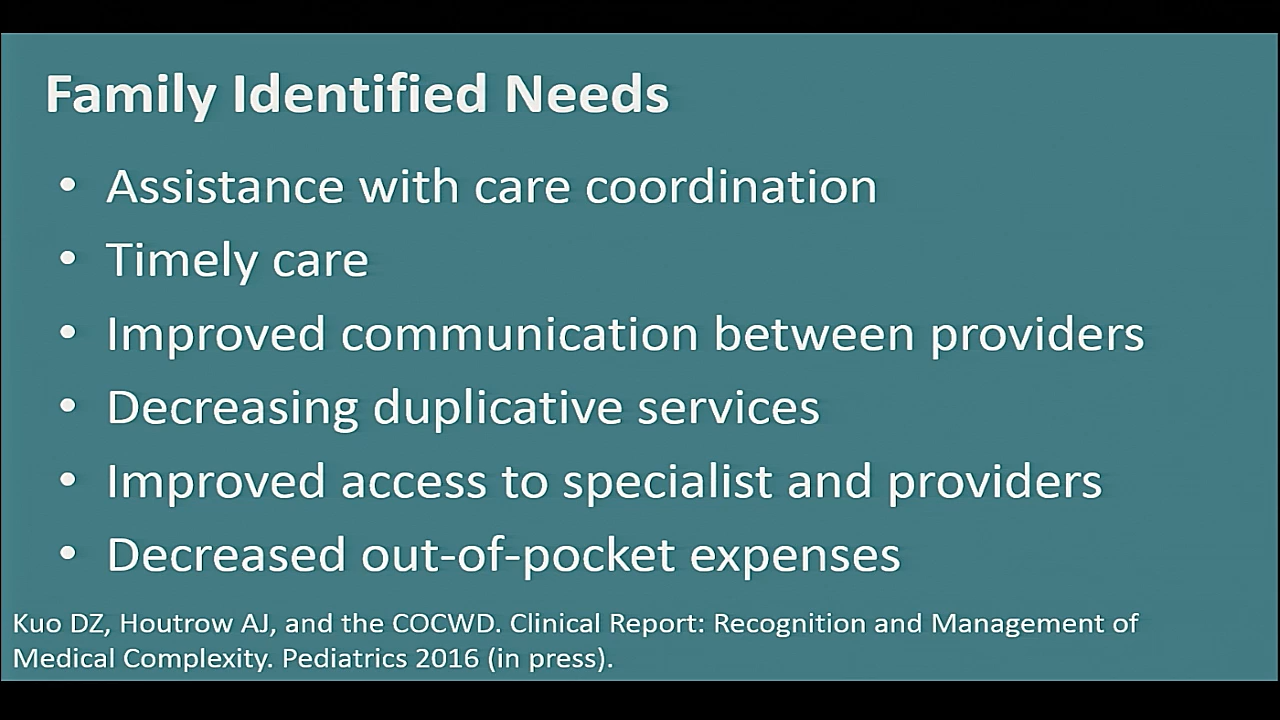 Family Identified Needs
• Assistance with care coordination
• Timely care
• Improved communication between providers
• Decreasing duplicative services
• Improved access to specialist and providers
• Decreased out-of-pocket expenses
Kuo DZ, Houtrow AJ, and the COCWD. Clinical Report: Recognition and Management of
Medical Complexity. Pediatrics 2016 (in press).